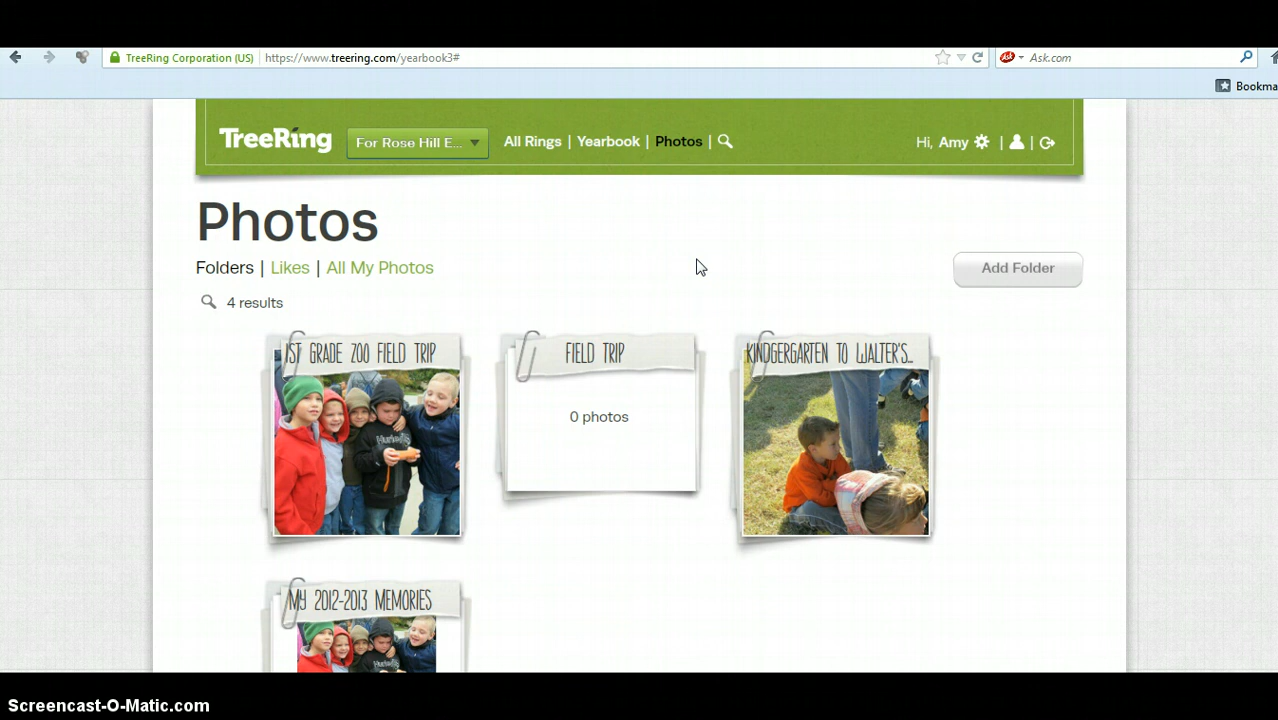 TreeRing Corporation (US) https://www.treering.com/yearbook3# Ask Ask.com
Bookma
TreeRing For Rose Hill E... All Rings | Yearbook | Photos | Hi, Amy | |
Photos
Folders | Likes | All My Photos Add Folder
4 results
1ST GRADE ZOO FIELD TRIP FIELD TRIP KINDGERGARTEN TO WALTER'S...
0 photos
MY 2012-2013 MEMORIES
Screencast-O-Matic.com